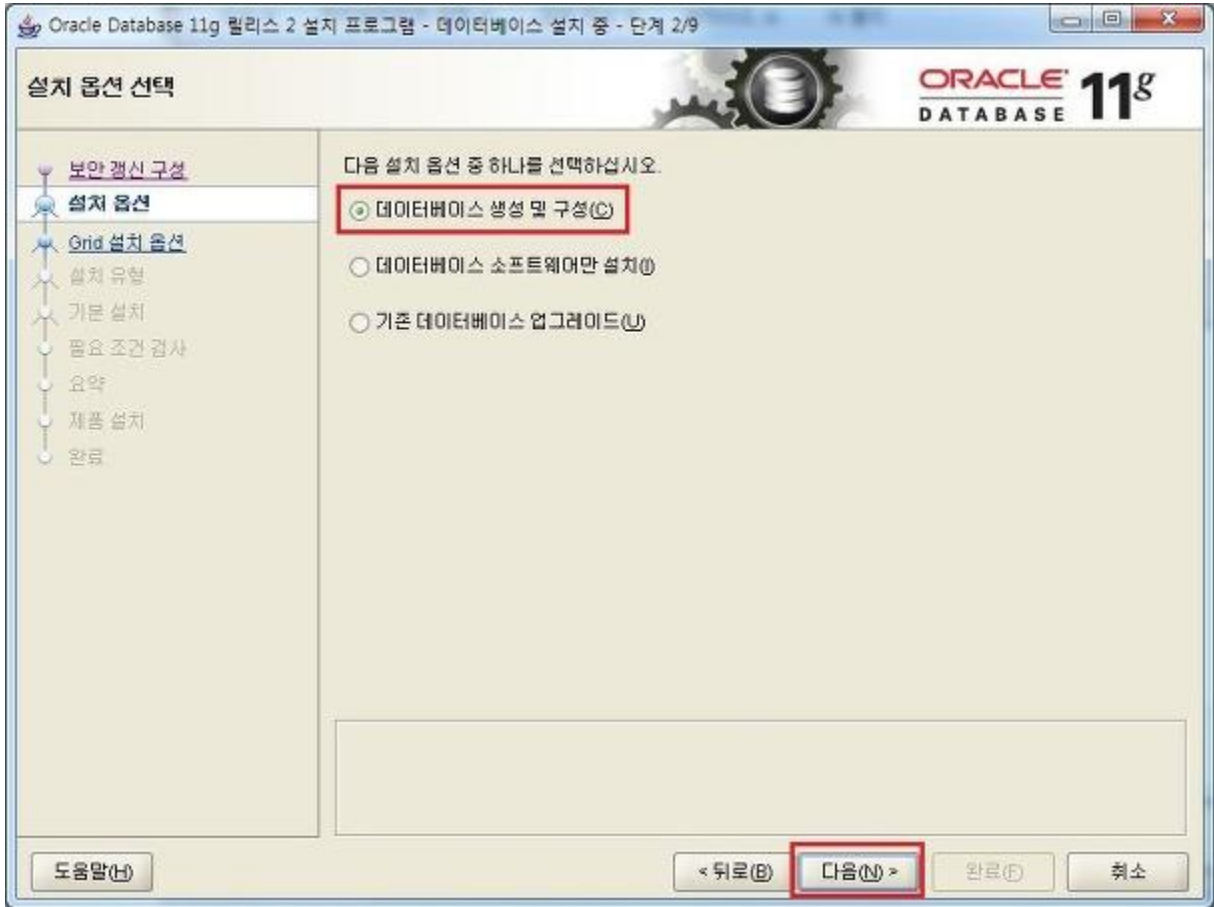 Oracle Database 11g 릴리스 2 설치 프로그램 - 데이터베이스 설치 중 - 단계 2/9
설치 옵션 선택
ORACLE 11g
DATABASE
보안 갱신 구성
설치 옵션
Grid 설치 옵션
설치 유형
기본 설치
필요 조건 검사
요약
제품 설치
완료
다음 설치 옵션 중 하나를 선택하십시오.
데이터베이스 생성 및 구성(C)
데이터베이스 소프트웨어만 설치(I)
기존 데이터베이스 업그레이드(U)
도움말(H)
< 뒤로(B)
다음(N) >
완료(F)
취소